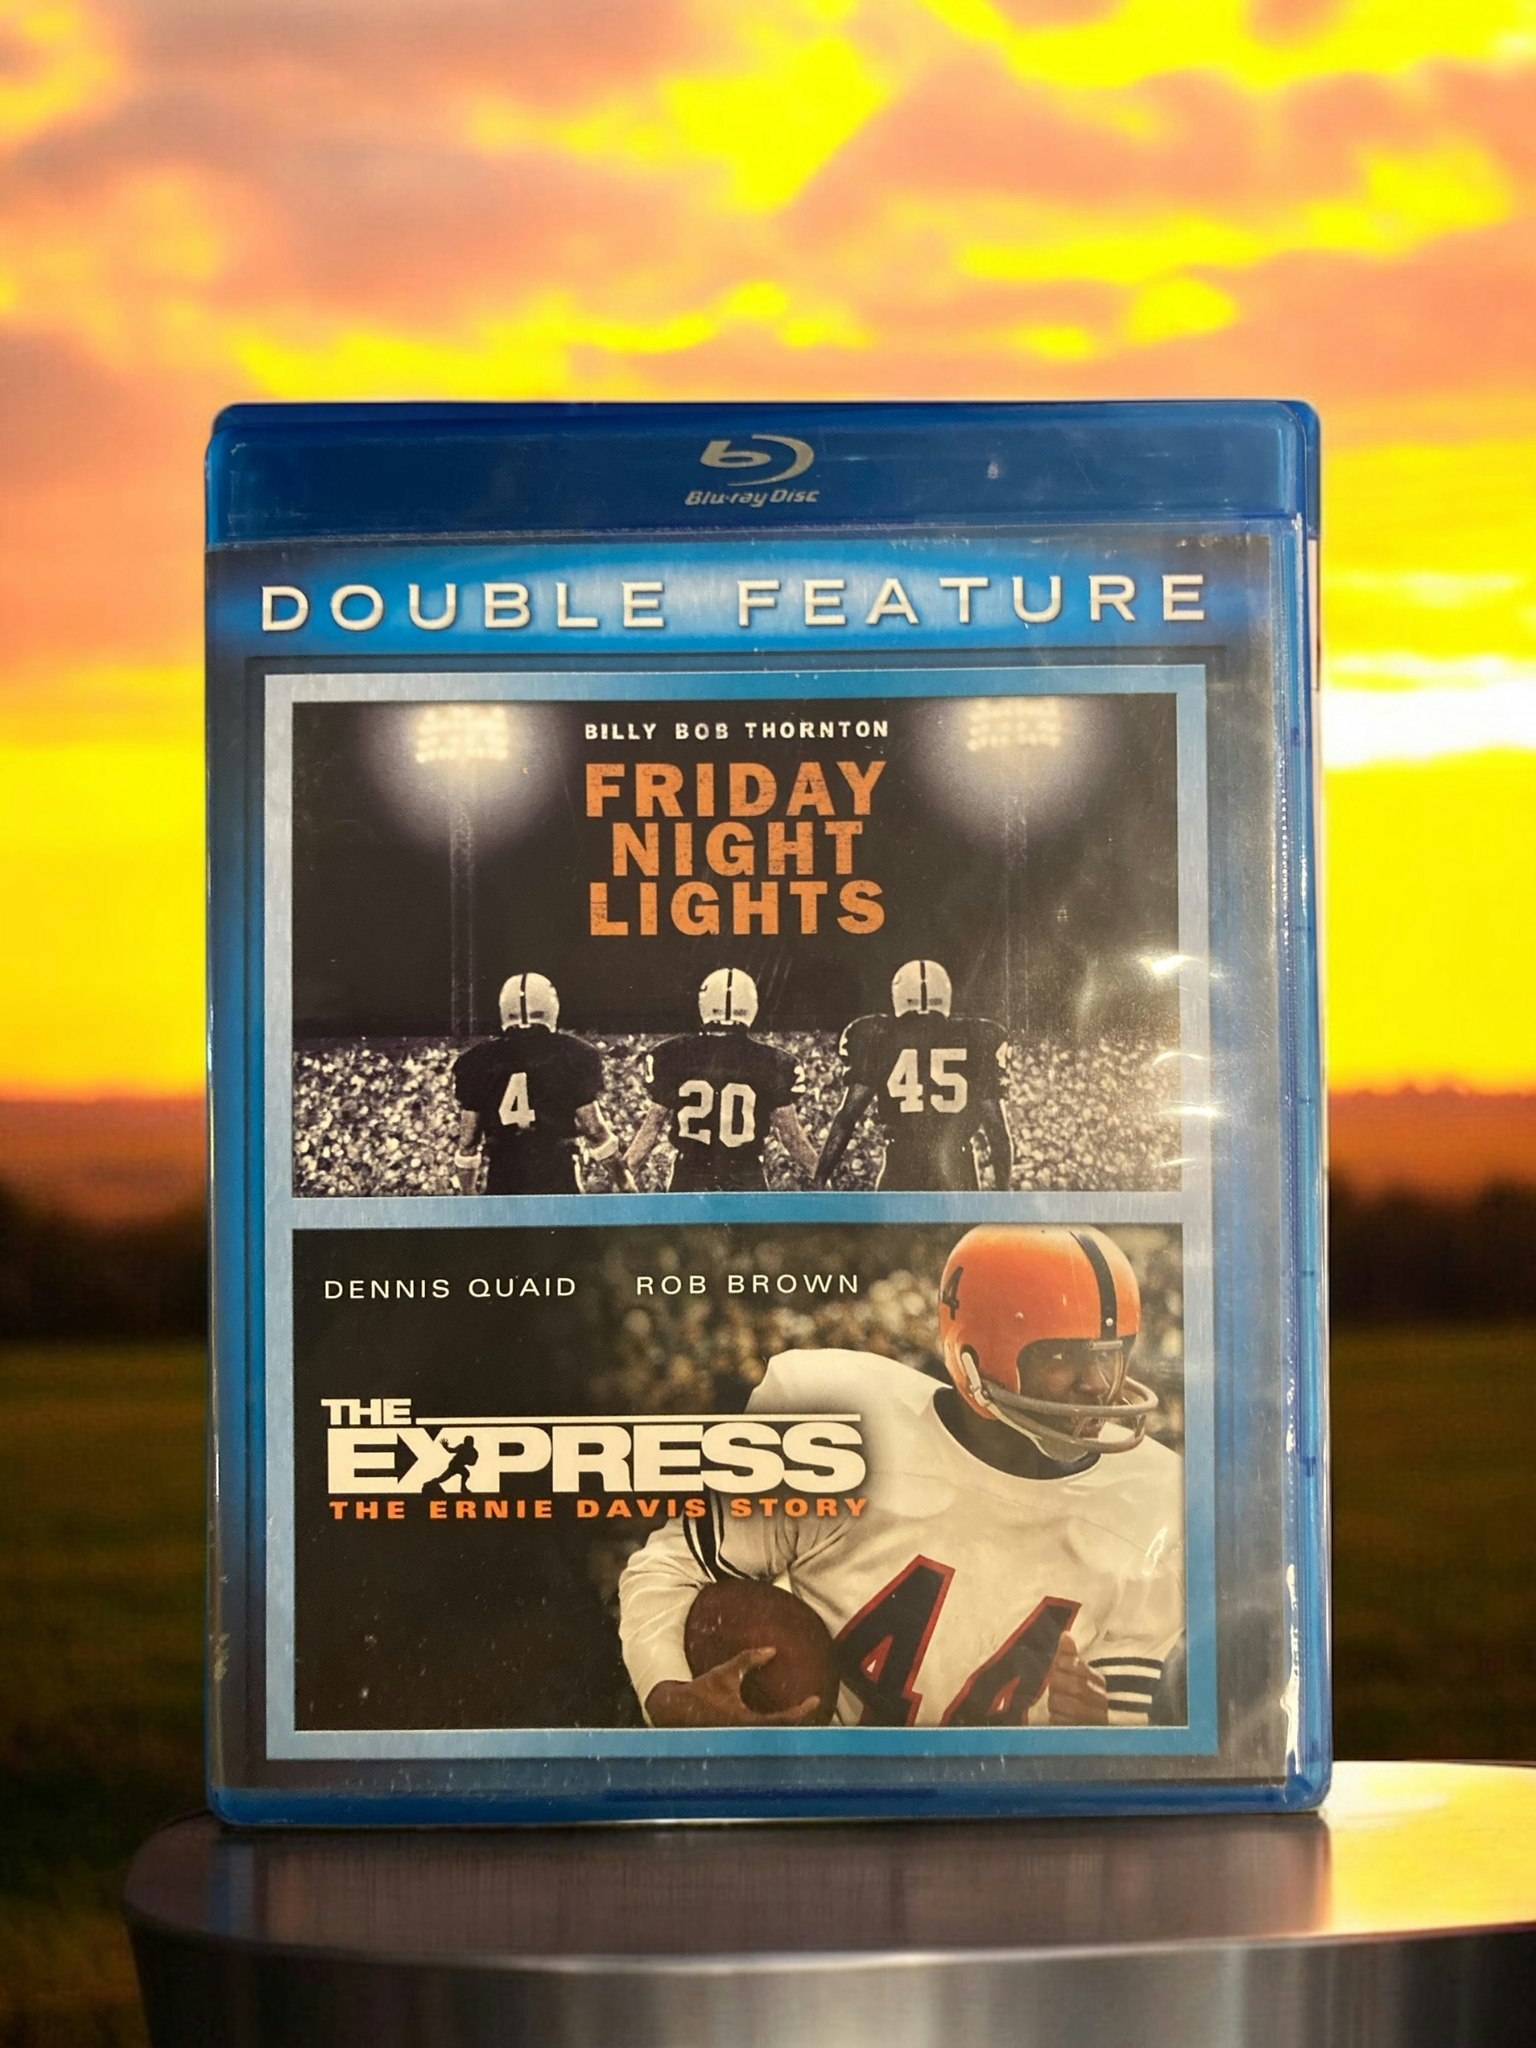 Blu-ray Disc
DOUBLE FEATURE
BILLY BOB THORNTON
FRIDAY
NIGHT
LIGHTS
4
20
45
DENNIS QUAID ROB BROWN
4
THE
EXPRESS
THE ERNIE DAVIS STORY
44